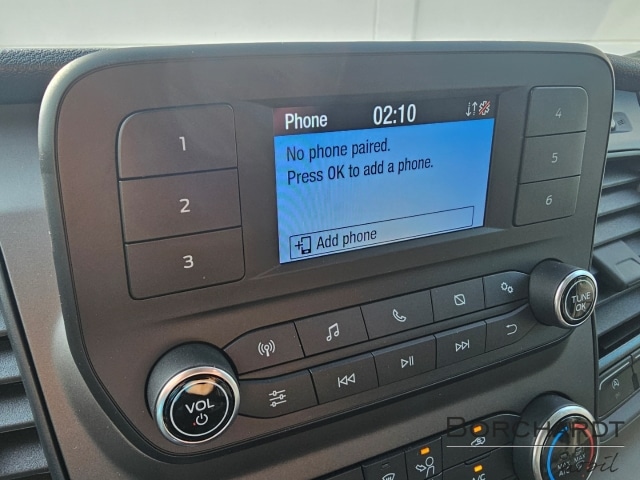 Phone 02:10
No phone paired.
Press OK to add a phone.
Add phone
1
2
3
4
5
6
VOL
TUNE
OK
BORCHARDT